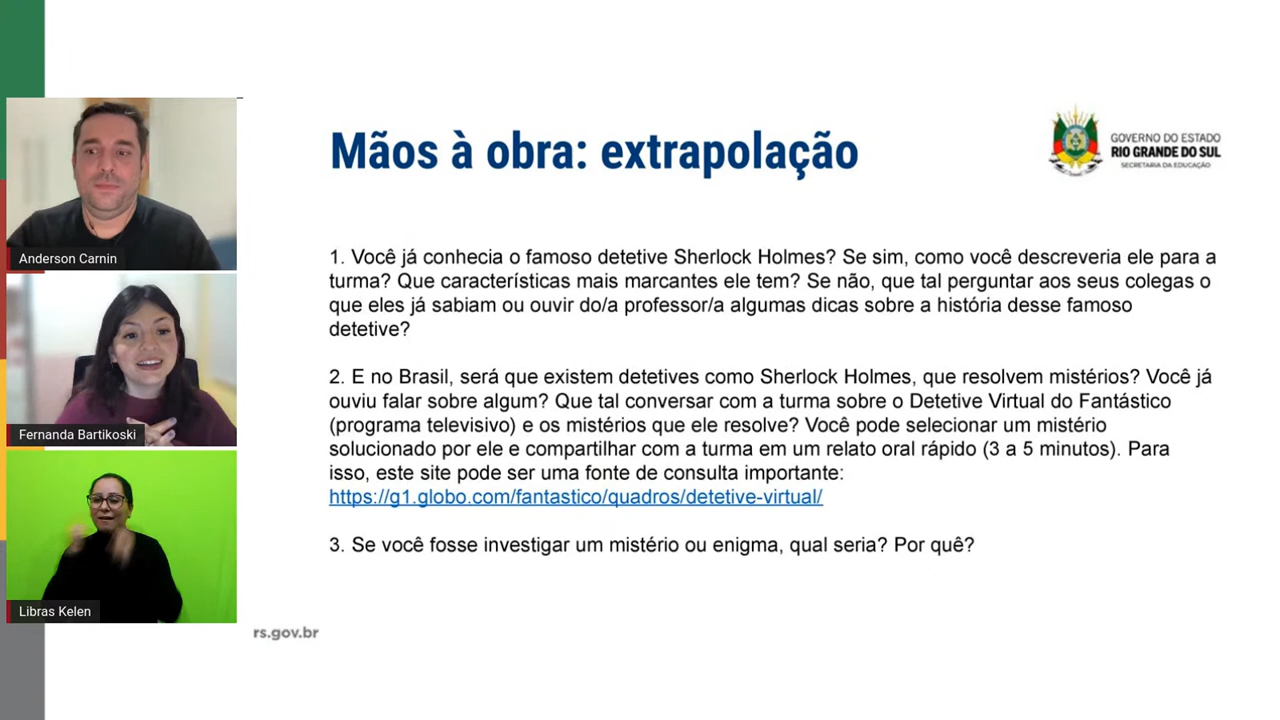 Mãos à obra: extrapolação
GOVERNO DO ESTADO
RIO GRANDE DO SUL
SECRETARIA DA EDUCAÇÃO
Anderson Carnin
Fernanda Bartikoski
Libras Kelen
1. Você já conhecia o famoso detetive Sherlock Holmes? Se sim, como você descreveria ele para a
turma? Que características mais marcantes ele tem? Se não, que tal perguntar aos seus colegas o
que eles já sabiam ou ouvir do/a professor/a algumas dicas sobre a história desse famoso
detetive?
2. E no Brasil, será que existem detetives como Sherlock Holmes, que resolvem mistérios? Você já
ouviu falar sobre algum? Que tal conversar com a turma sobre o Detetive Virtual do Fantástico
(programa televisivo) e os mistérios que ele resolve? Você pode selecionar um mistério
solucionado por ele e compartilhar com a turma em um relato oral rápido (3 a 5 minutos). Para
isso, este site pode ser uma fonte de consulta importante:
https://g1.globo.com/fantastico/quadros/detetive-virtual/
3. Se você fosse investigar um mistério ou enigma, qual seria? Por quê?
rs.gov.br